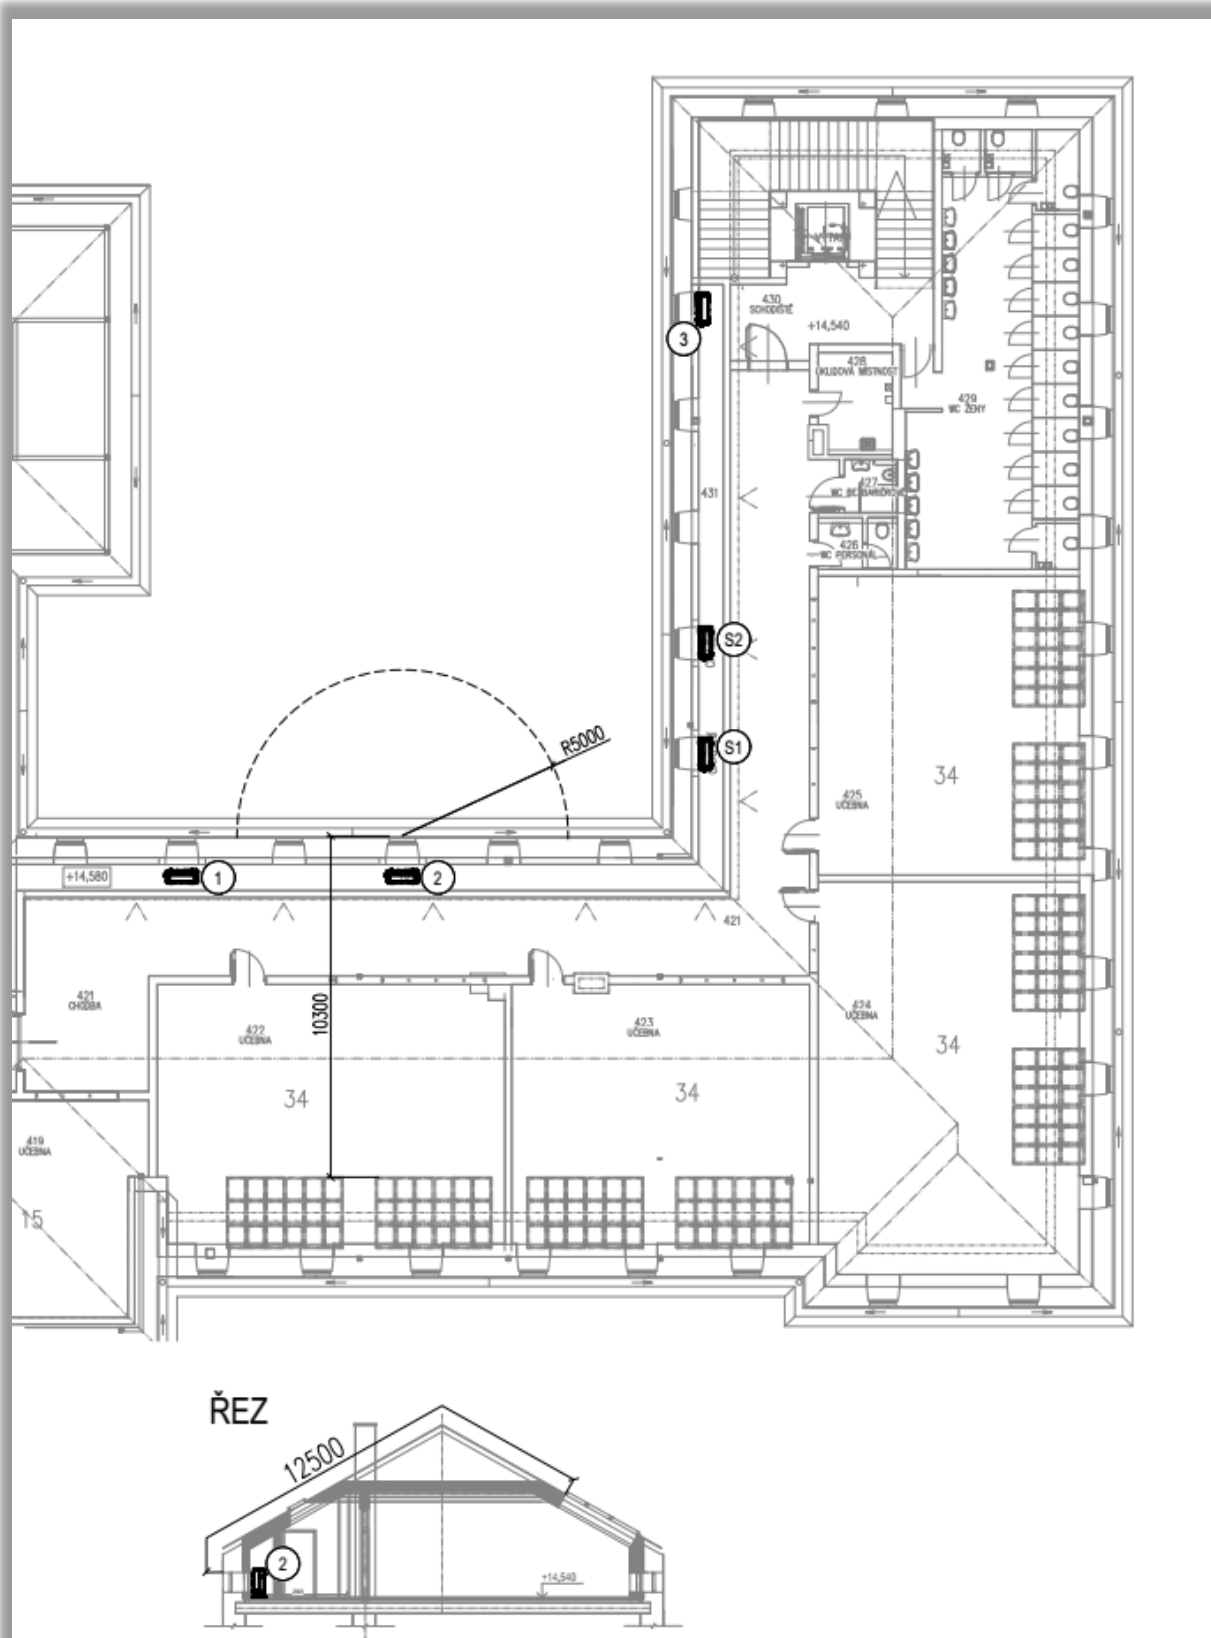 430
SCHODIŠTĚ
+14,540
3
428
ÚKLIDOVÁ MÍSTNOST
429
WC ŽENY
427
WC BEZBARIÉROVÉ
431
426
WC PERSONÁL
S2
R5000
S1
34
425
UČEBNA
+14,580
1
2
421
421
CHODBA
10300
422
UČEBNA
423
UČEBNA
424
UČEBNA
34
34
34
419
UČEBNA
15
ŘEZ
12500
2
+14,540